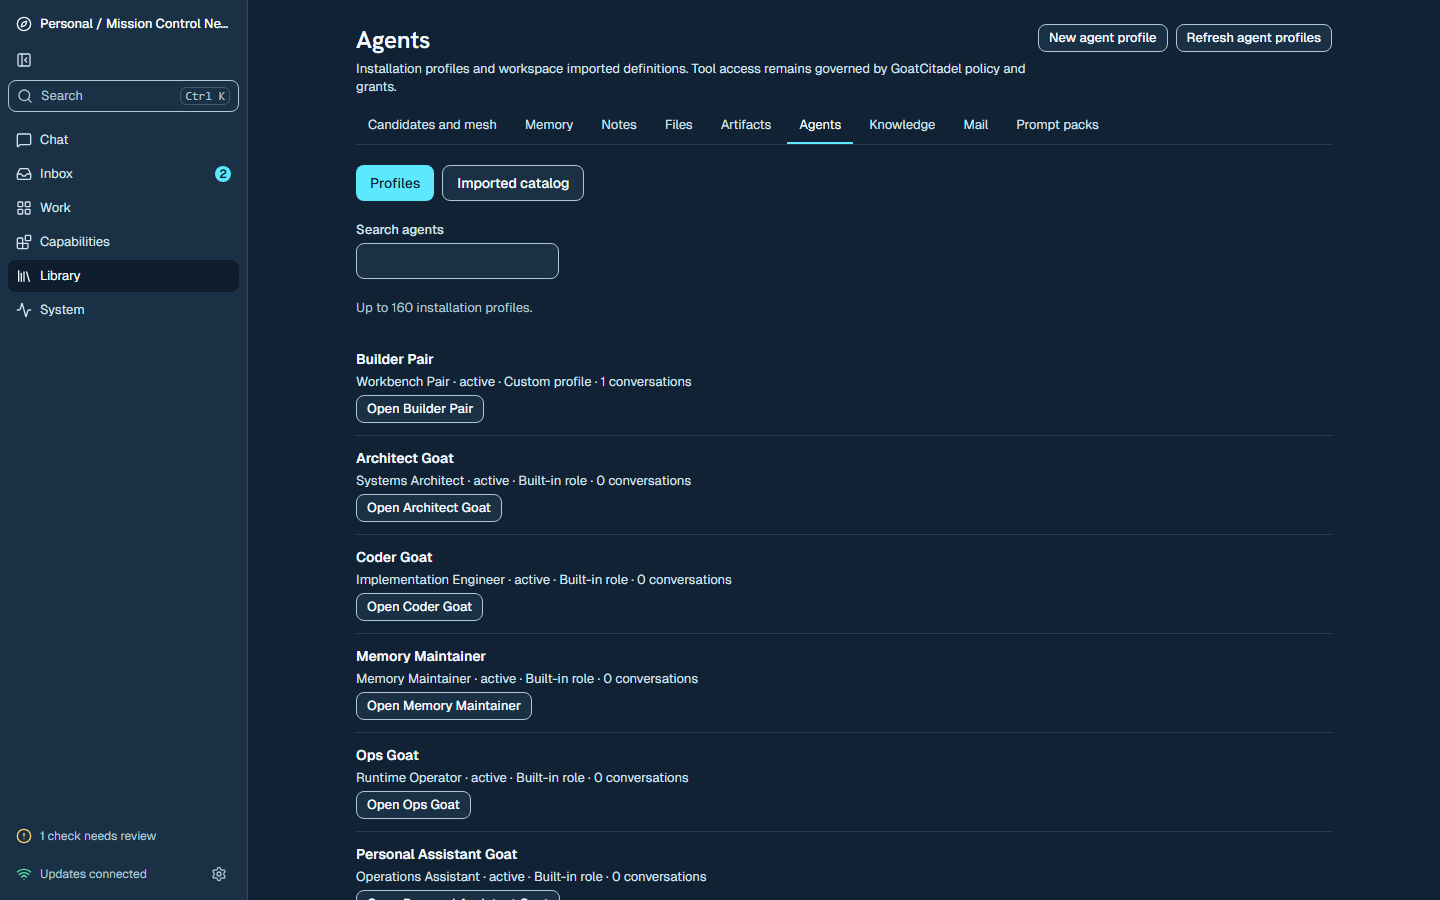 Personal / Mission Control Ne...
Search Ctrl K
Chat
Inbox 2
Work
Capabilities
Library
System
1 check needs review
Updates connected
Agents
New agent profile
Refresh agent profiles
Installation profiles and workspace imported definitions. Tool access remains governed by GoatCitadel policy and
grants.
Candidates and mesh Memory Notes Files Artifacts Agents Knowledge Mail Prompt packs
Profiles Imported catalog
Search agents
Up to 160 installation profiles.
Builder Pair
Workbench Pair · active · Custom profile · 1 conversations
Open Builder Pair
Architect Goat
Systems Architect · active · Built-in role · 0 conversations
Open Architect Goat
Coder Goat
Implementation Engineer · active · Built-in role · 0 conversations
Open Coder Goat
Memory Maintainer
Memory Maintainer · active · Built-in role · 0 conversations
Open Memory Maintainer
Ops Goat
Runtime Operator · active · Built-in role · 0 conversations
Open Ops Goat
Personal Assistant Goat
Operations Assistant · active · Built-in role · 0 conversations